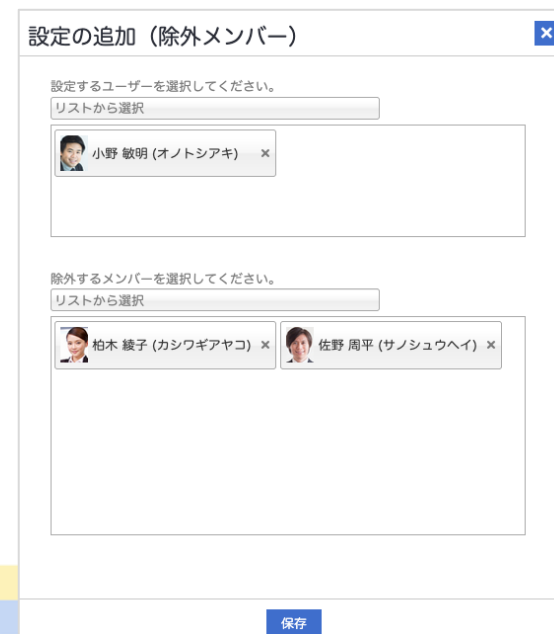 設定の追加（除外メンバー）
×
設定するユーザーを選択してください。
リストから選択
小野 敏明 (オノトシアキ) ×
除外するメンバーを選択してください。
リストから選択
柏木 綾子 (カシワギアヤコ) × 佐野 周平 (サノシュウヘイ) ×
保存